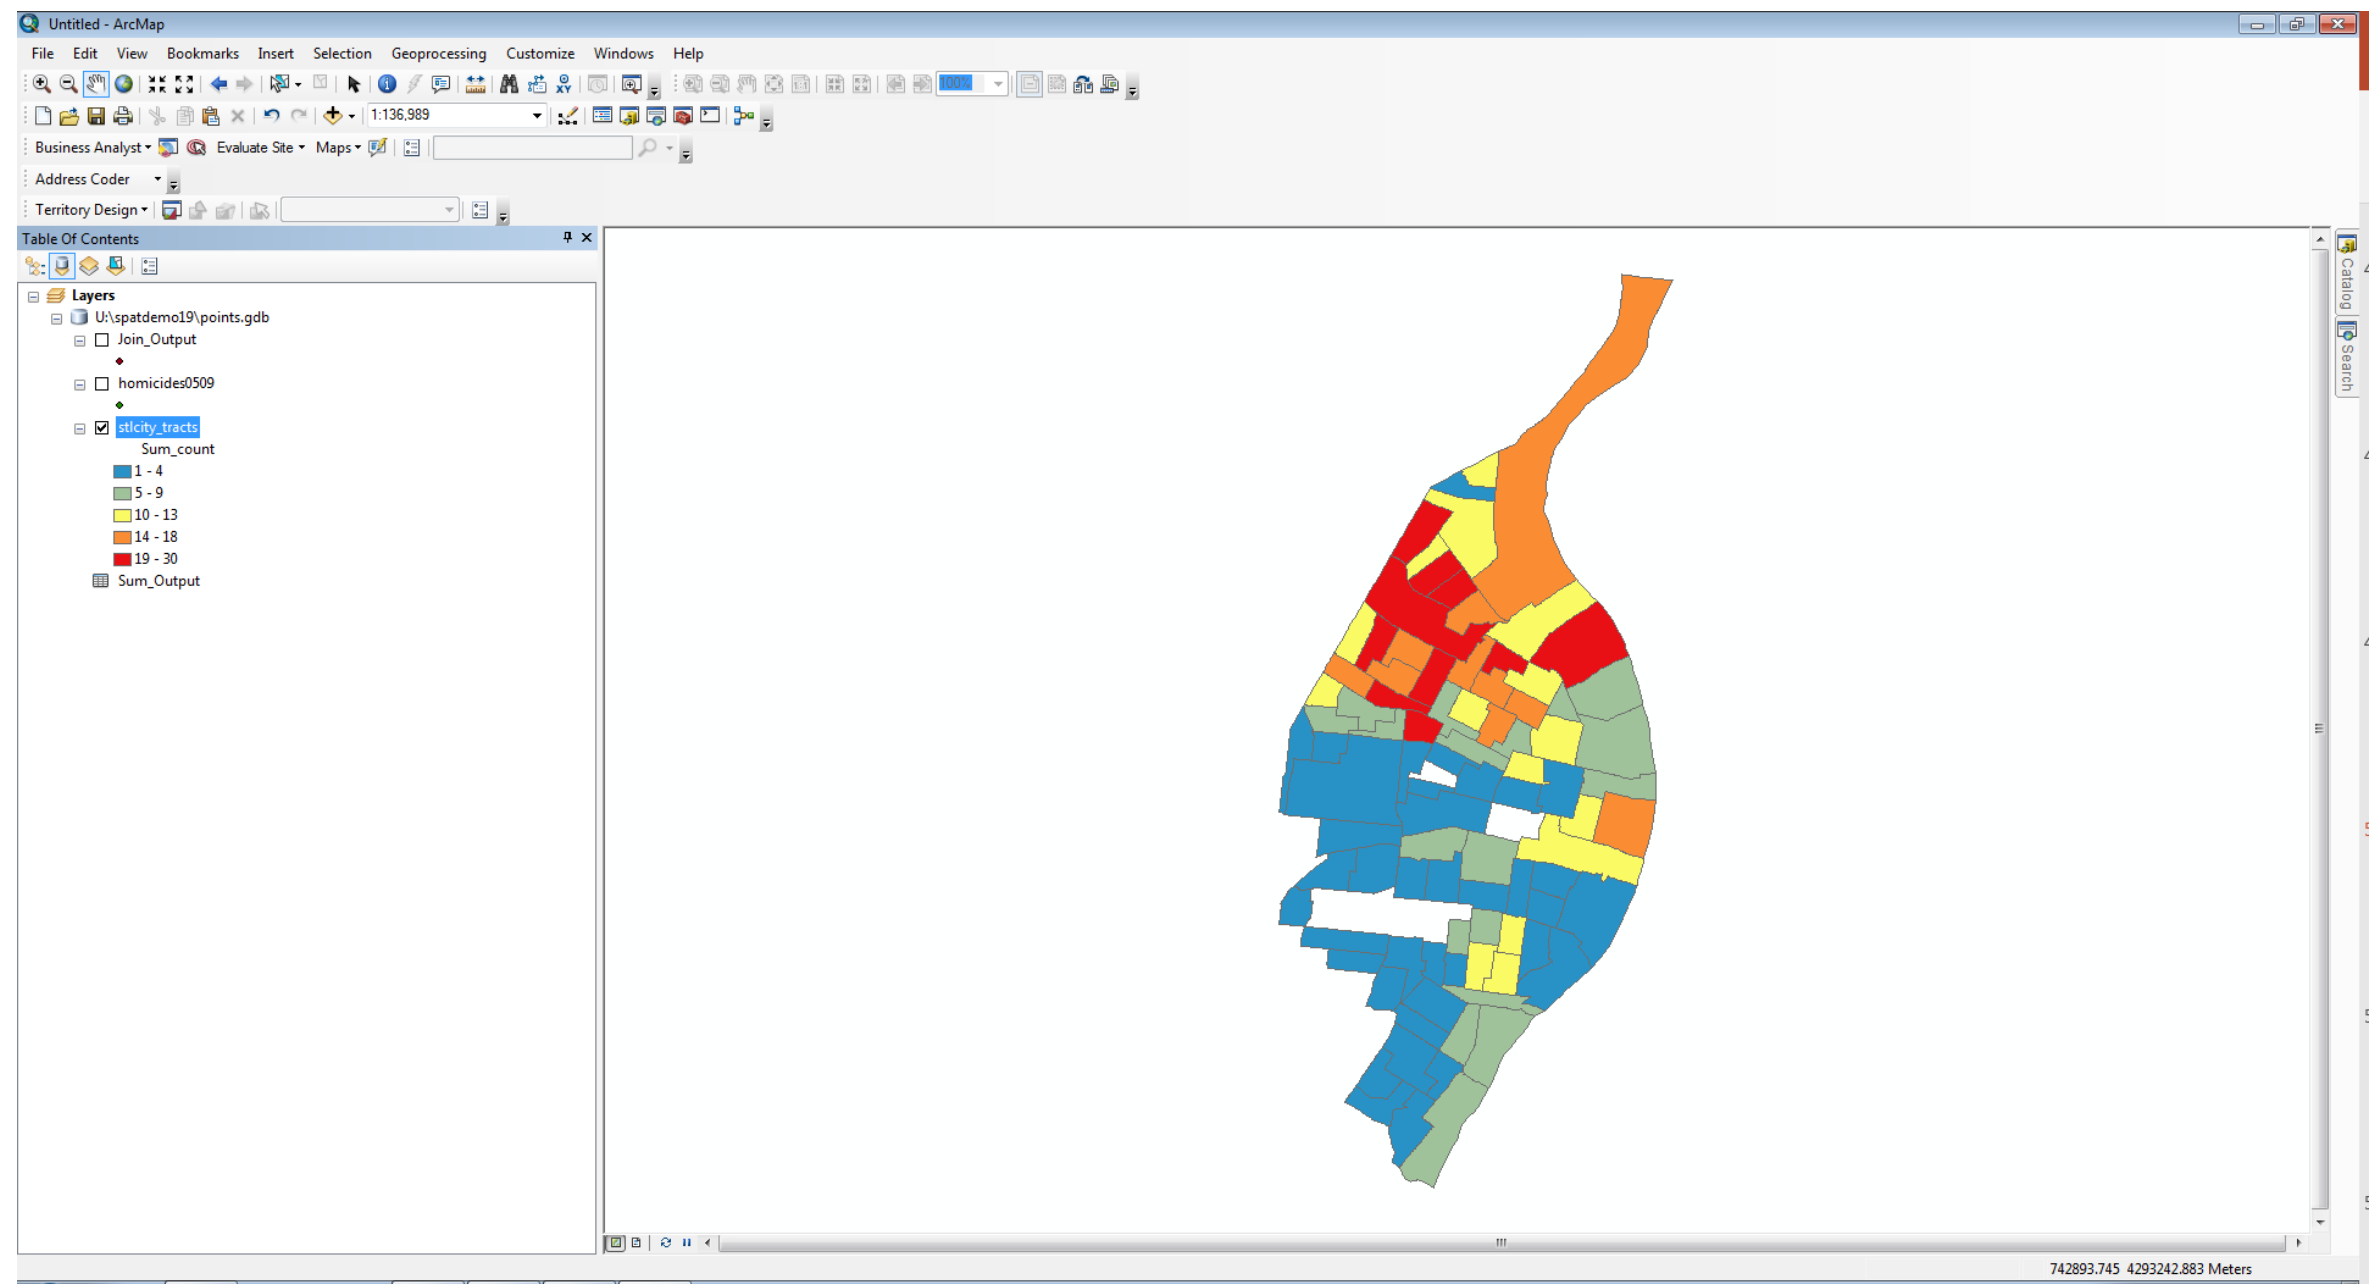 Untitled - ArcMap
File Edit View Bookmarks Insert Selection Geoprocessing Customize Windows Help
100%
1:136,989
Business Analyst Evaluate Site Maps
Address Coder
Territory Design
Table Of Contents
Layers
U:\spatdemo19\points.gdb
Join_Output
homicides0509
stlcity_tracts
Sum_count
1 - 4
5 - 9
10 - 13
14 - 18
19 - 30
Sum_Output
Catalog
Search
742893.745 4293242.883 Meters